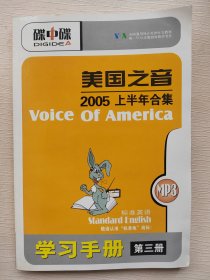 碟中碟
DIGIDEA
VOA
美国之音
2005 上半年合集
Voice Of America
MP3
标准英语
Standard English
学习手册 第三册